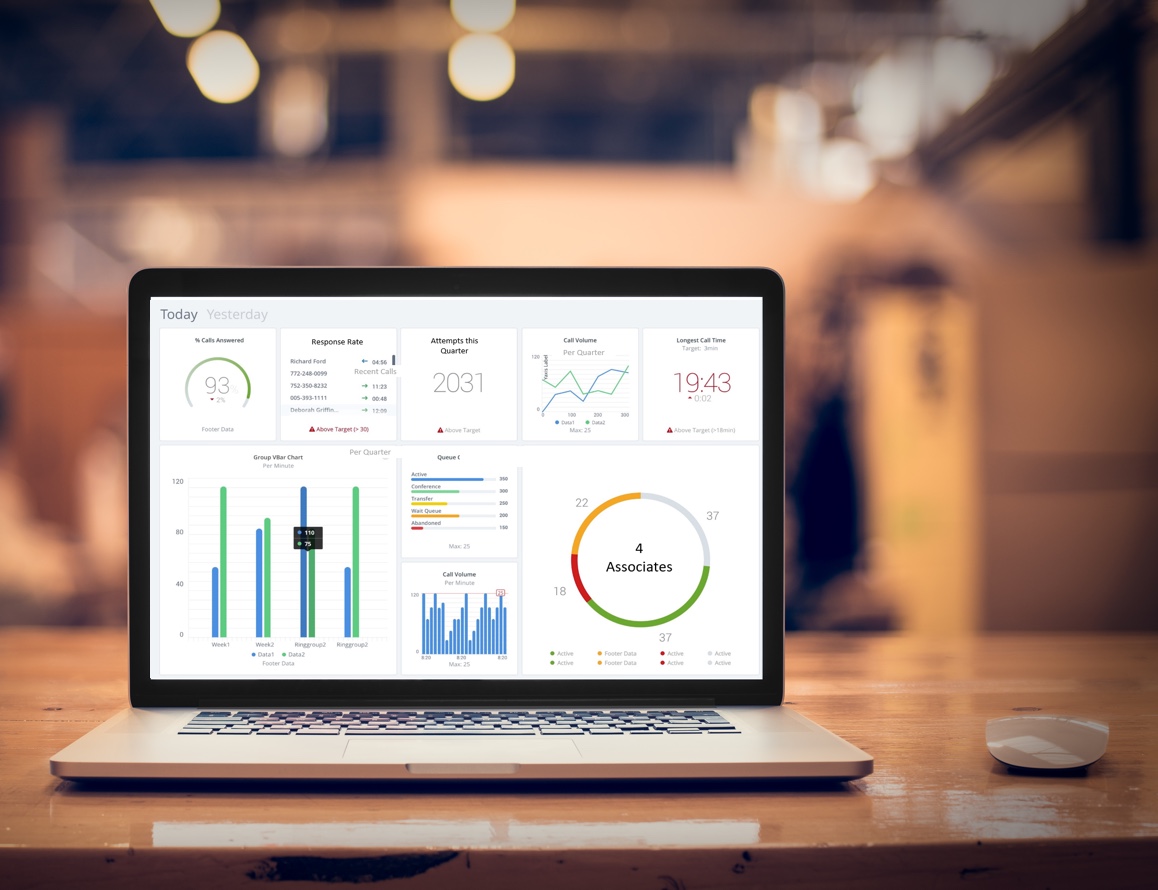 Today Yesterday
% Calls Answered
93
2%
Footer Data
Response Rate
Richard Ford 04:56
772-248-0099
Recent Calls
752-350-8232 11:23
005-393-1111 00:48
Deborah Griffin... 12:09
Above Target (> 30)
Attempts this
Quarter
2031
Above Target
Call Volume
Per Quarter
120
Label
0
0 100 150 300
Data1 Data2
Max: 25
Longest Call Time
Target: 3min
19:43
0:02
Above Target (>18min)
Per Quarter
Group VBar Chart
Per Minute
120
80
40
0
110
75
Week1 Week2 Ringgroup2 Ringgroup2
Data1 Data2
Footer Data
Queue (
Active 350
Conference 300
Transfer 250
Wait Queue 200
Abandoned 150
Max: 25
Call Volume
Per Minute
120
0
8:20 8:20 8:20
Max: 25
22
37
4
Associates
18
37
Active Footer Data Active Active
Active Footer Data Active Active